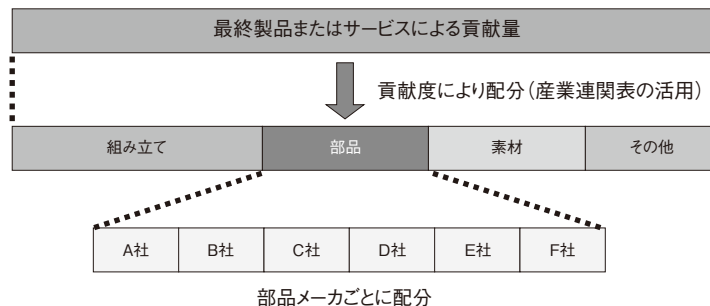 最終製品またはサービスによる貢献量
貢献度により配分(産業連関表の活用)
組み立て 部品 素材 その他
A社 B社 C社 D社 E社 F社
部品メーカごとに配分